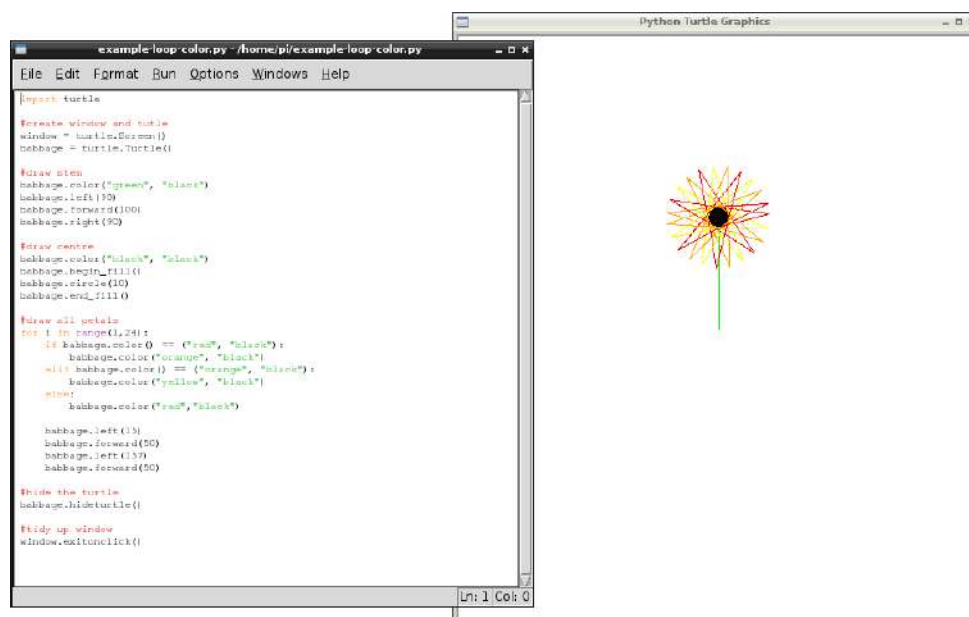 Python Turtle Graphics
example-loop-color.py - /home/pi/example-loop-color.py
File Edit Format Run Options Windows Help
import turtle
#create window and tutle
window = turtle.Screen()
babbage = turtle.Turtle()
#draw stem
babbage.color("green", "black")
babbage.left(90)
babbage.forward(100)
babbage.right(90)
#draw centre
babbage.color("black", "black")
babbage.begin_fill()
babbage.circle(10)
babbage.end_fill()
#draw all petals
for i in range(1,24):
    if babbage.color() == ("red", "black"):
        babbage.color("orange", "black")
    elif babbage.color() == ("orange", "black"):
        babbage.color("yellow", "black")
    else:
        babbage.color("red","black")
    babbage.left(15)
    babbage.forward(50)
    babbage.left(157)
    babbage.forward(50)
#hide the turtle
babbage.hideturtle()
#tidy up window
window.exitonclick()
Ln: 1 Col: 0